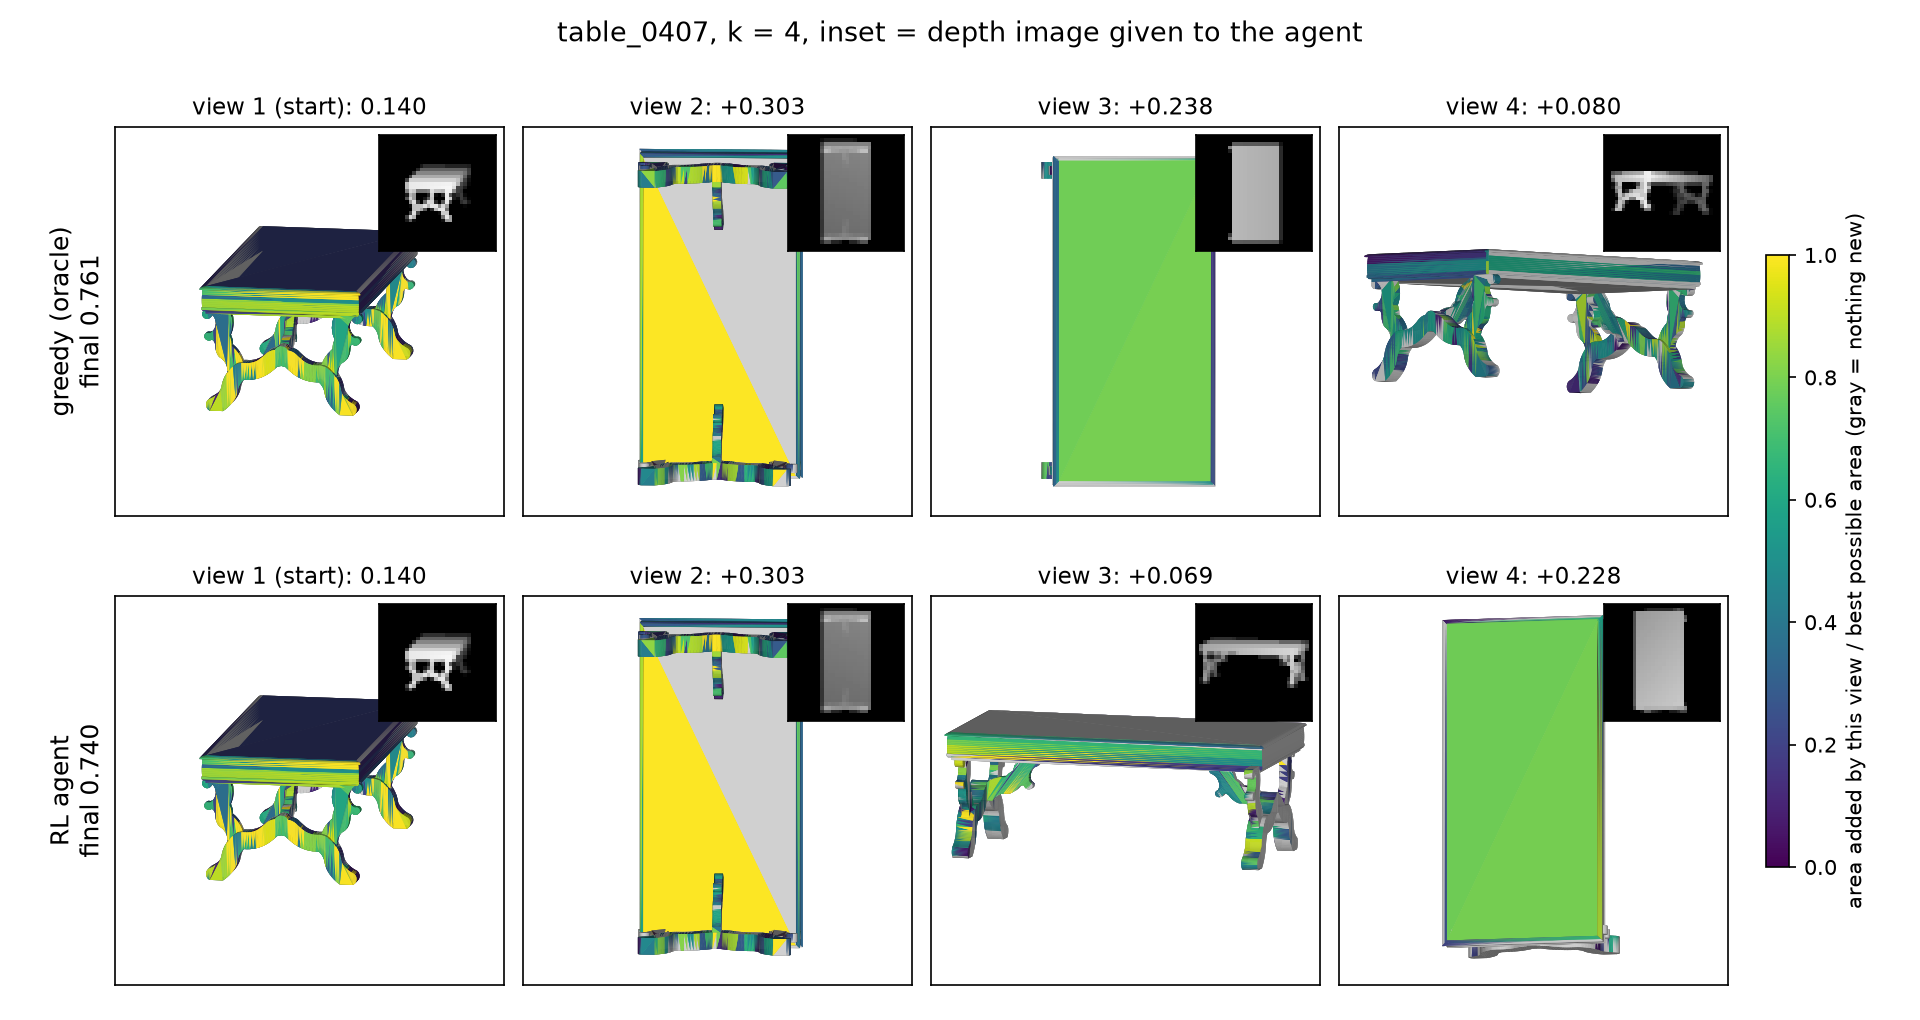 table_0407, k = 4, inset = depth image given to the agent
greedy (oracle)
final 0.761
view 1 (start): 0.140
view 2: +0.303
view 3: +0.238
view 4: +0.080
RL agent
final 0.740
view 1 (start): 0.140
view 2: +0.303
view 3: +0.069
view 4: +0.228
1.0
0.8
0.6
0.4
0.2
0.0
area added by this view / best possible area (gray = nothing new)